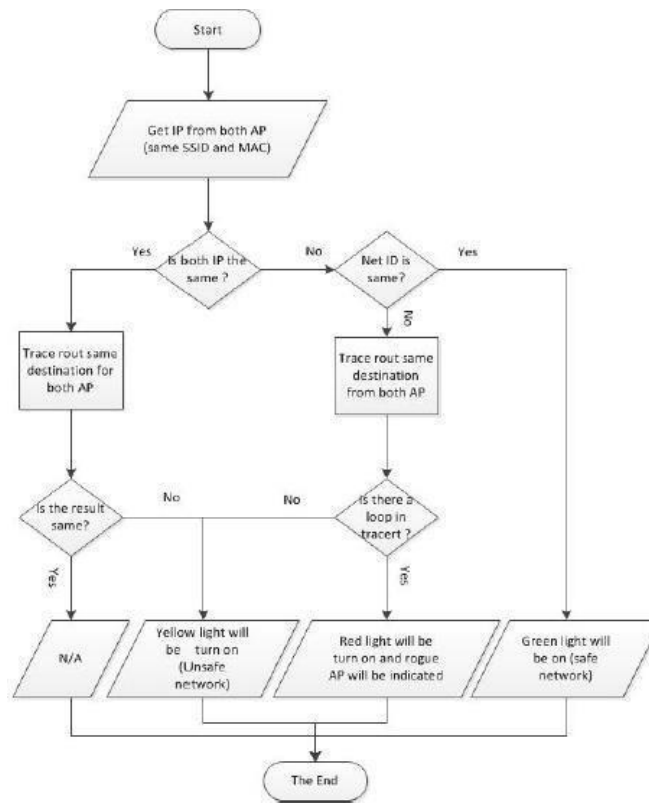 Start
Get IP from both AP
(same SSID and MAC)
Yes
Is both IP the
same ?
No
Net ID is
same?
Yes
No
Trace rout same
destination for
both AP
Trace rout same
destination
from both AP
Is the result
same?
No
No
Is there a
loop in
tracert ?
Yes
Yes
N/A
Yellow light will
be turn on
(Unsafe
network)
Red light will be
turn on and rogue
AP will be indicated
Green light will
be on (safe
network)
The End